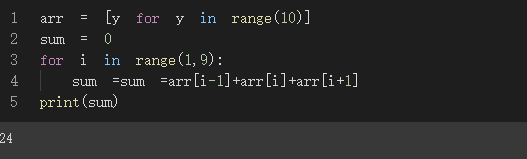 1 arr = [y for y in range(10)]
2 sum = 0
3 for i in range(1,9):
4 sum =sum =arr[i-1]+arr[i]+arr[i+1]
5 print(sum)
24